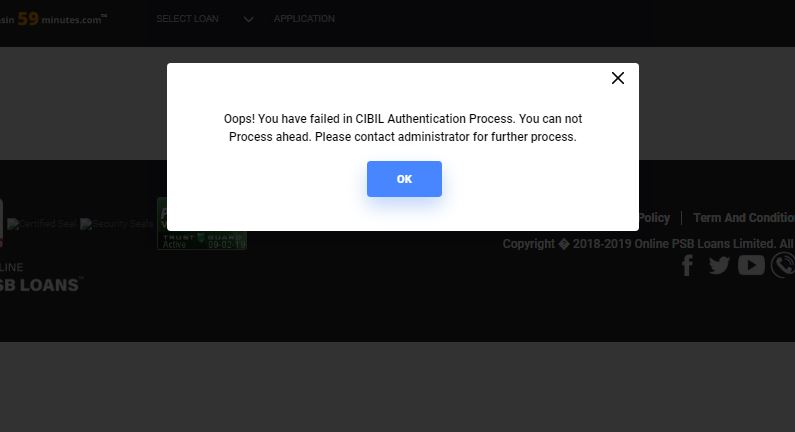 sin 59 minutes.com™
SELECT LOAN
APPLICATION
Oops! You have failed in CIBIL Authentication Process. You can not
Process ahead. Please contact administrator for further process.
OK
Certified Seal
Security Seals
TRUST GUARD
Active 09-02-19
Policy | Term And Conditio
Copyright � 2018-2019 Online PSB Loans Limited. All
LINE
SB LOANS™